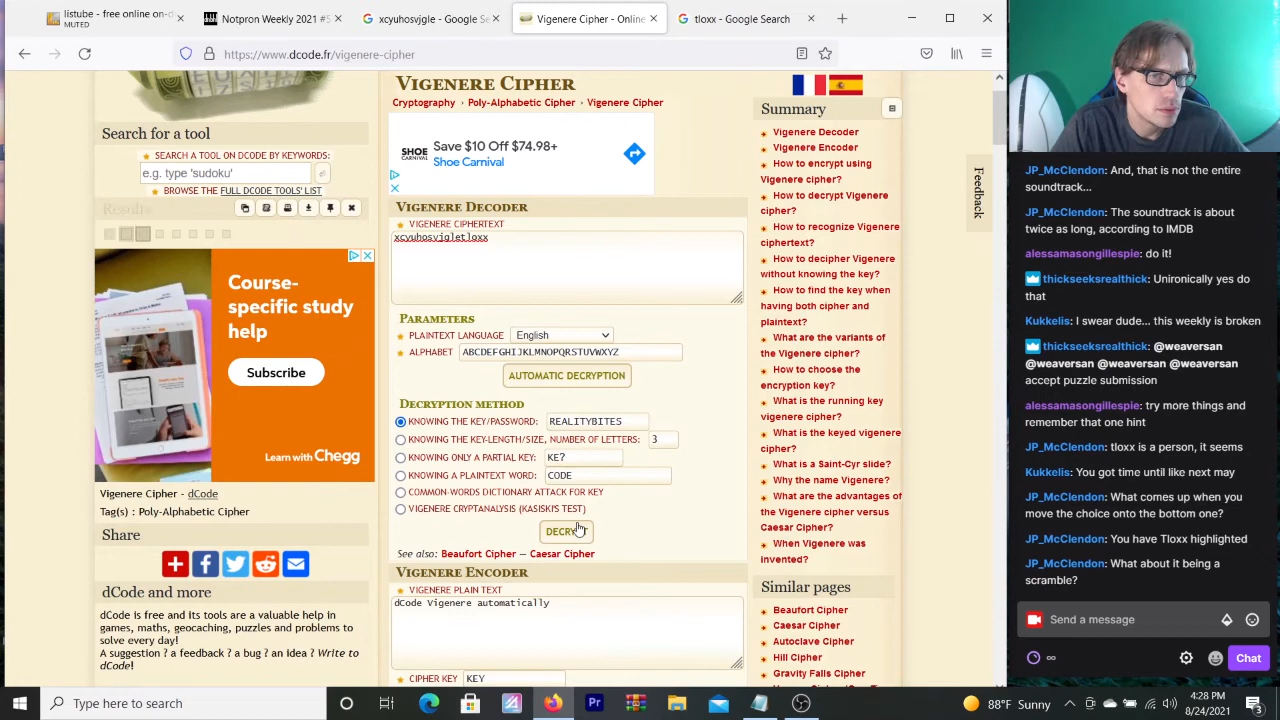 listube - free online on-d
MUTED
Notpron Weekly 2021 #S
xcyuhosvjgle - Google Se
Vigenere Cipher - Online
tloxx - Google Search
https://www.dcode.fr/vigenere-cipher
Search for a tool
SEARCH A TOOL ON DCODE BY KEYWORDS:
e.g. type 'sudoku'
BROWSE THE FULL DCODE TOOLS' LIST
Results
Course-
specific study
help
Subscribe
Learn with Chegg
Vigenere Cipher - dCode
Tag(s) : Poly-Alphabetic Cipher
Share
dCode and more
dCode is free and its tools are a valuable help in
games, maths, geocaching, puzzles and problems to
solve every day!
A suggestion ? a feedback ? a bug ? an idea ? Write to
dCode!
VIGENERE CIPHER
Cryptography › Poly-Alphabetic Cipher › Vigenere Cipher
SHOE
CARNIVAL
Save $10 Off $74.98+
Shoe Carnival
VIGENERE DECODER
VIGENERE CIPHERTEXT
xcyuhosvjgletloxx
PARAMETERS
PLAINTEXT LANGUAGE English
ALPHABET ABCDEFGHIJKLMNOPQRSTUVWXYZ
AUTOMATIC DECRYPTION
DECRYPTION METHOD
KNOWING THE KEY/PASSWORD: REALITYBITES
KNOWING THE KEY-LENGTH/SIZE, NUMBER OF LETTERS: 3
KNOWING ONLY A PARTIAL KEY: KE?
KNOWING A PLAINTEXT WORD: CODE
COMMON-WORDS DICTIONARY ATTACK FOR KEY
VIGENERE CRYPTANALYSIS (KASISKI'S TEST)
DECRYPT
See also: Beaufort Cipher – Caesar Cipher
VIGENERE ENCODER
VIGENERE PLAIN TEXT
dCode Vigenere automatically
CIPHER KEY KEY
Summary
Vigenere Decoder
Vigenere Encoder
How to encrypt using
Vigenere cipher?
How to decrypt Vigenere
cipher?
How to recognize Vigenere
ciphertext?
How to decipher Vigenere
without knowing the key?
How to find the key when
having both cipher and
plaintext?
What are the variants of
the Vigenere cipher?
How to choose the
encryption key?
What is the running key
vigenere cipher?
What is the keyed vigenere
cipher?
What is a Saint-Cyr slide?
Why the name Vigenere?
What are the advantages of
the Vigenere cipher versus
Caesar Cipher?
When Vigenere was
invented?
Similar pages
Beaufort Cipher
Caesar Cipher
Autoclave Cipher
Hill Cipher
Gravity Falls Cipher
Feedback
JP_McClendon: And, that is not the entire
soundtrack...
JP_McClendon: The soundtrack is about
twice as long, according to IMDB
alessamasongillespie: do it!
thickseeksrealthick: Unironically yes do
that
Kukkelis: I swear dude... this weekly is broken
thickseeksrealthick: @weaversan
@weaversan @weaversan @weaversan
accept puzzle submission
alessamasongillespie: try more things and
remember that one hint
JP_McClendon: tloxx is a person, it seems
Kukkelis: You got time until like next may
JP_McClendon: What comes up when you
move the choice onto the bottom one?
JP_McClendon: You have Tloxx highlighted
JP_McClendon: What about it being a
scramble?
Send a message
∞
Chat
Type here to search
Pr
88°F Sunny
4:28 PM
8/24/2021
3